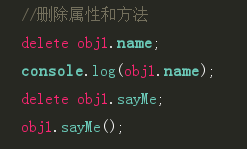 //删除属性和方法
delete obj1.name;
console.log(obj1.name);
delete obj1.sayMe;
obj1.sayMe();